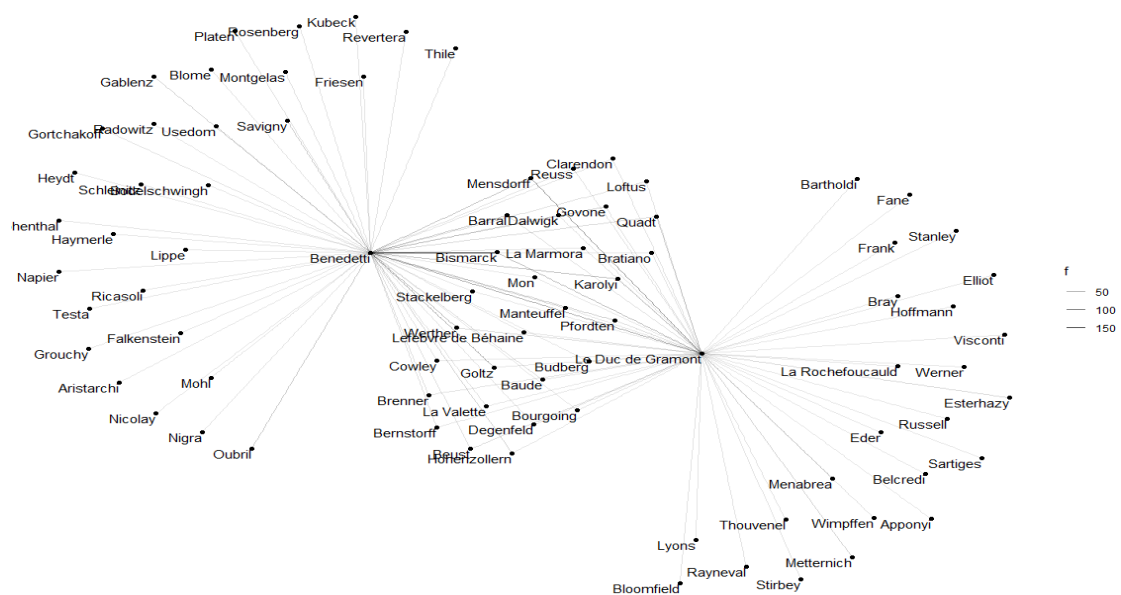 Kubeck
Rosenberg
Platen
Revertera
Thile
Blome
Montgelas
Gablenz
Friesen
Gortchakoff
Radowitz
Usedom
Savigny
Clarendon
Reuss
Heydt
Mensdorff
Loftus
Bartholdi
Schleinitz
Bodelschwingh
Fane
Barral
Dalwigk
Govone
Quadt
henthal
Haymerle
Stanley
Lippe
Benedetti
Bismarck
La Marmora
Bratiano
Frank
Napier
Mon
Karolyi
Elliot
Ricasoli
Stackelberg
Bray
Testa
Manteuffel
Hoffmann
Pfordten
Falkenstein
Werther
Lefebvre de Béhaine
Visconti
Grouchy
Le Duc de Gramont
Cowley
Goltz
Budberg
La Rochefoucauld
Werner
Aristarchi
Mohl
Baude
Brenner
Esterhazy
La Valette
Bourgoing
Nicolay
Bernstorff
Degenfeld
Russell
Nigra
Eder
Oubril
Beust
Hohenzollern
Sartiges
Menabrea
Belcredi
Thouvenel
Wimpffen
Apponyi
Lyons
Metternich
Rayneval
Stirbey
Bloomfield
f
50
100
150